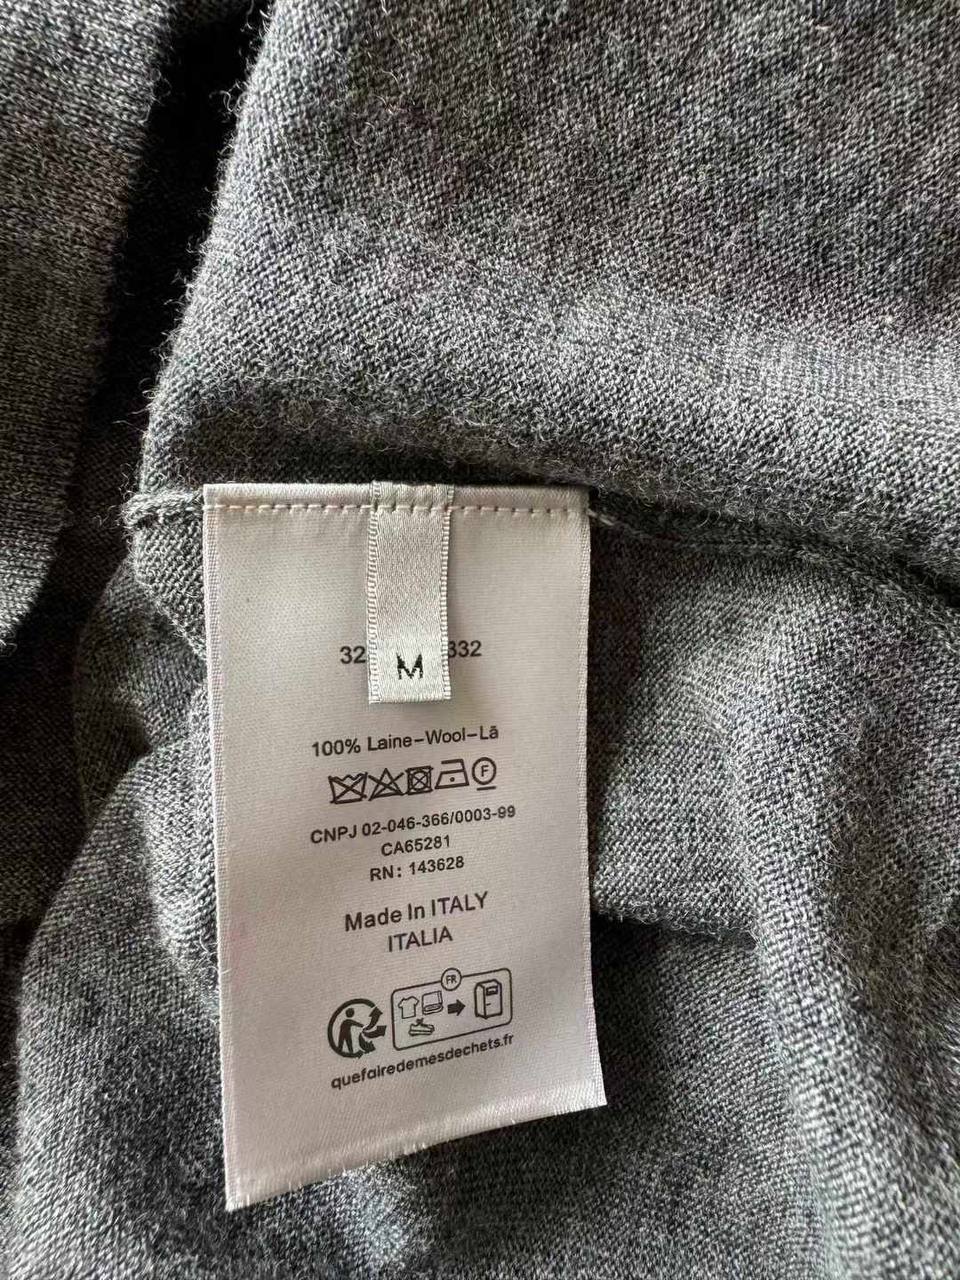 32 332
M
100% Laine-Wool-Lã
F
CNPJ 02-046-366/0003-99
CA65281
RN: 143628
Made In ITALY
ITALIA
FR
quefairedemesdechets.fr